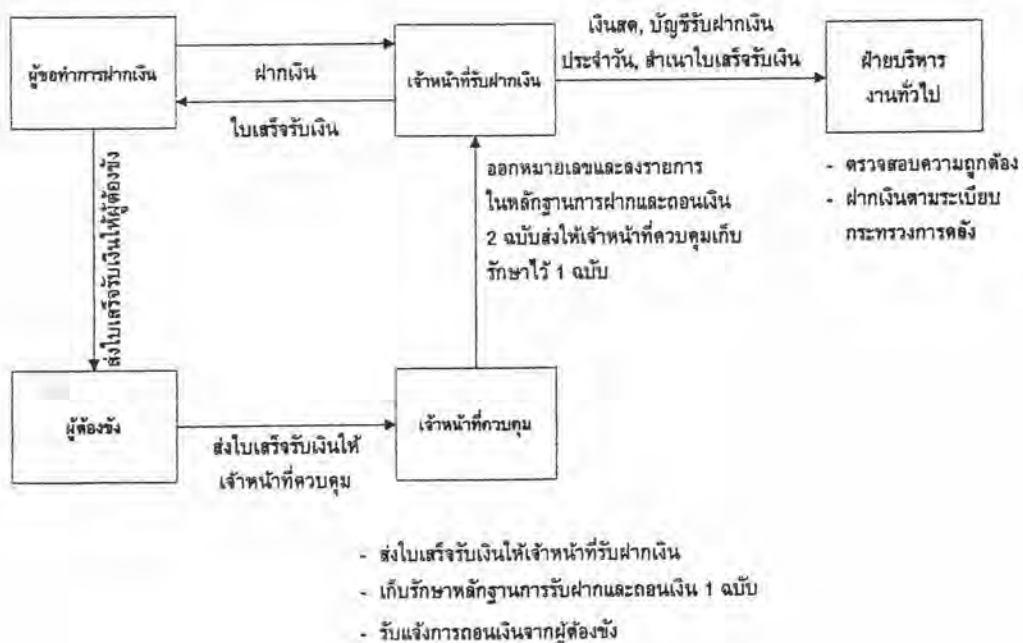 เงินสด, บัญชีรับฝากเงิน
ประจำวัน, สำเนาใบเสร็จรับเงิน
ผู้ขอทำการฝากเงิน
ฝากเงิน
ใบเสร็จรับเงิน
เจ้าหน้าที่รับฝากเงิน
ฝ่ายบริหาร
งานทั่วไป
- ตรวจสอบความถูกต้อง
- ฝากเงินตามระเบียบ
กระทรวงการคลัง
ออกหมายเลขและลงรายการ
ในหลักฐานการฝากและถอนเงิน
2 ฉบับส่งให้เจ้าหน้าที่ควบคุมเก็บ
รักษาไว้ 1 ฉบับ
ส่งใบเสร็จรับเงินให้ผู้ต้องขัง
ผู้ต้องขัง
ส่งใบเสร็จรับเงินให้
เจ้าหน้าที่ควบคุม
เจ้าหน้าที่ควบคุม
- ส่งใบเสร็จรับเงินให้เจ้าหน้าที่รับฝากเงิน
- เก็บรักษาหลักฐานการรับฝากและถอนเงิน 1 ฉบับ
- รับแจ้งการถอนเงินจากผู้ต้องขัง